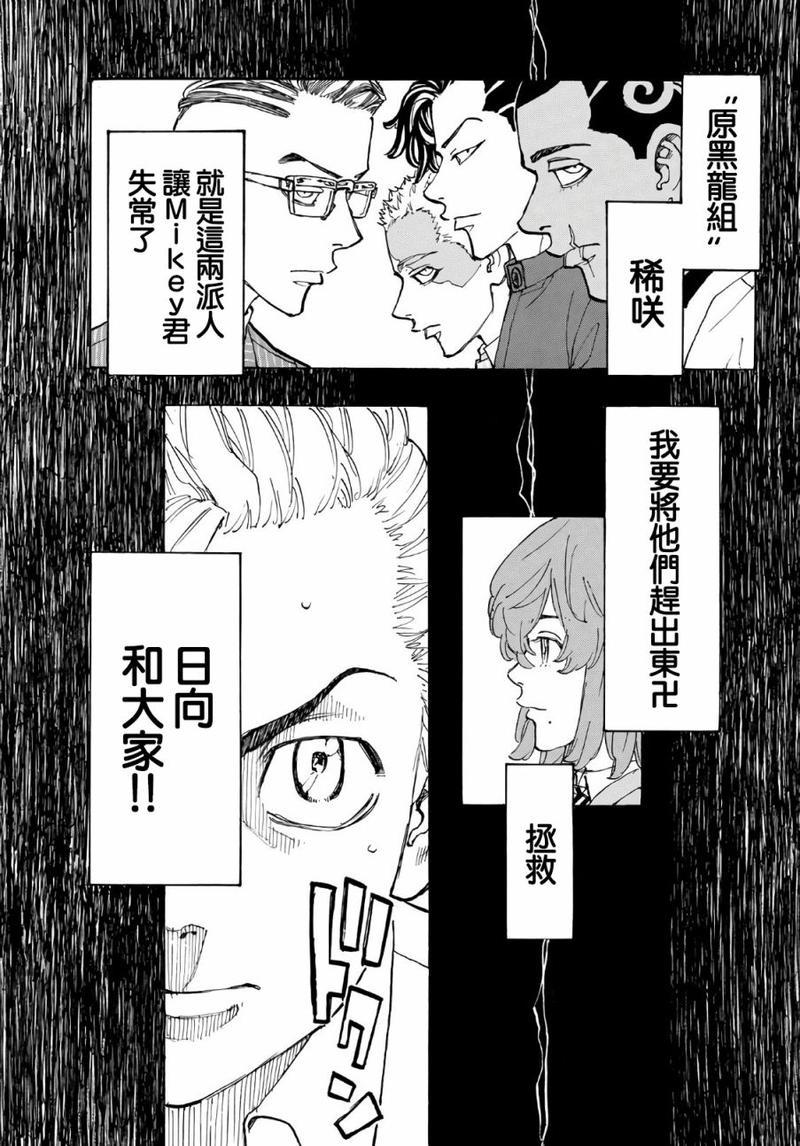 “原黑龍組”
稀咲
就是這兩派人
讓Mikey君
失常了
我要將他們趕出東卍
拯救
日向
和大家!!
ドクン